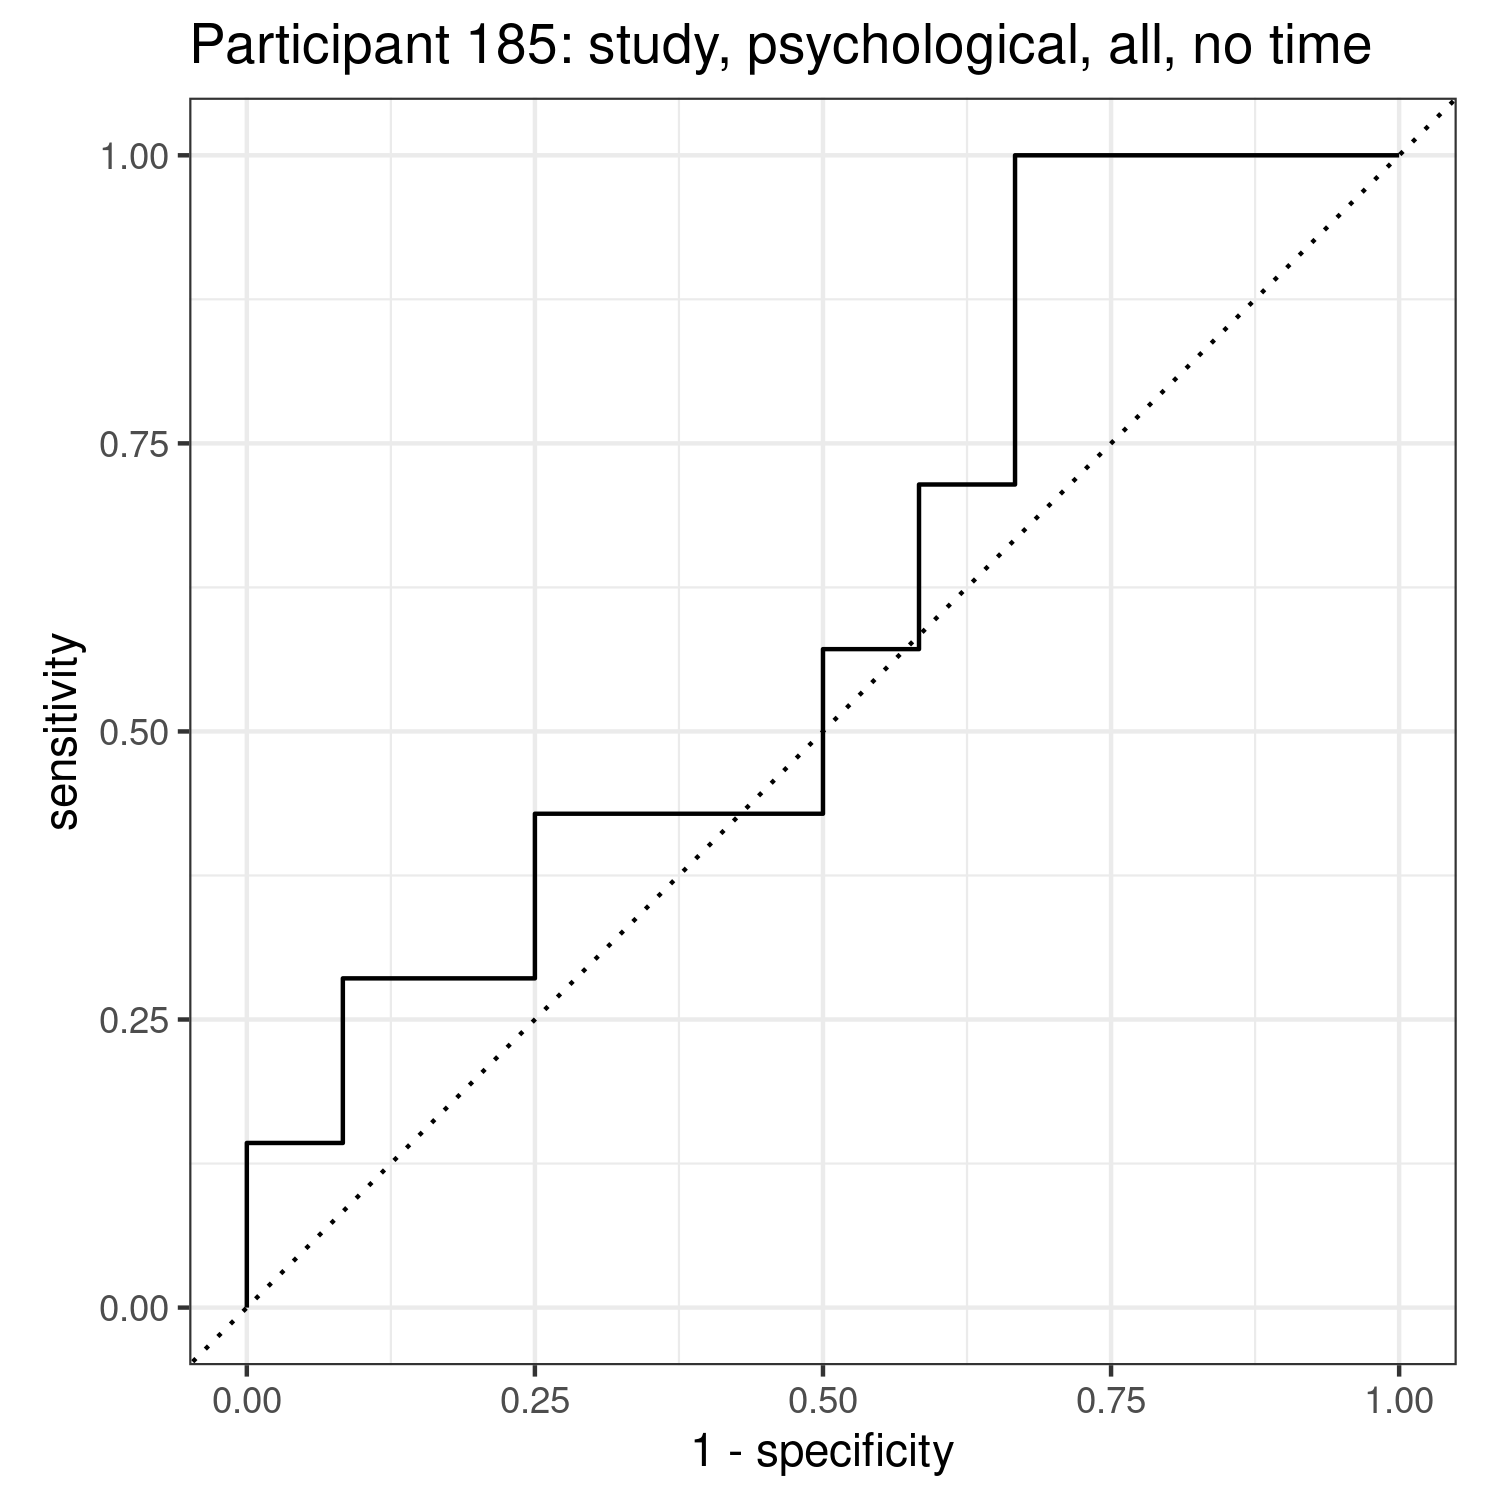 Participant 185: study, psychological, all, no time
1.00
0.75
0.50
0.25
0.00
sensitivity
0.00 0.25 0.50 0.75 1.00
1 - specificity